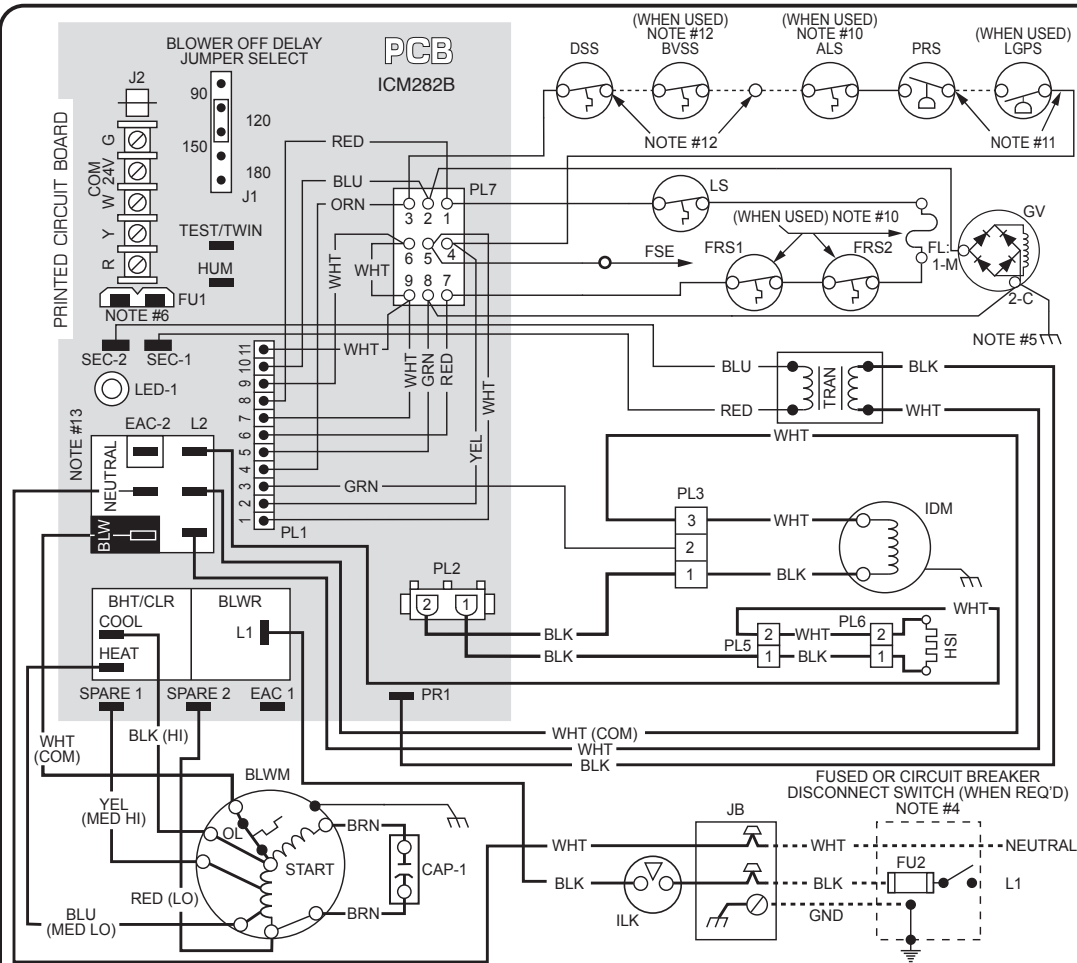 (WHEN USED)
NOTE #12
BVSS
(WHEN USED)
NOTE #10
ALS
(WHEN USED)
LGPS
DSS
PRS
BLOWER OFF DELAY
JUMPER SELECT
PCB
ICM282B
J2
90
120
150
180
J1
NOTE #12
NOTE #11
PRINTED CIRCUIT BOARD
G
COM
24V
W
Y
R
TEST/TWIN
HUM
FU1
NOTE #6
RED
BLU
ORN
PL7
3 2 1
6 5 4
9 8 7
WHT
WHT
LS
(WHEN USED) NOTE #10
GV
FSE
FRS1
FRS2
FL:
1-M
2-C
NOTE #5
SEC-2
SEC-1
LED-1
11
10
9
8
7
6
5
4
3
2
1
PL1
WHT
WHT
GRN
RED
WHT
YEL
GRN
BLU
TRAN
BLK
RED
WHT
NOTE #13
EAC-2
L2
NEUTRAL
BLW
WHT
PL3
3
WHT
IDM
2
1
BLK
PL2
2 1
BLK
BLK
WHT
PL5
2
WHT
PL6
2
1
BLK
1
HSI
BHT/CLR
BLWR
COOL
L1
HEAT
SPARE 1
SPARE 2
EAC 1
PR1
WHT
(COM)
BLK (HI)
WHT (COM)
WHT
BLK
BLWM
YEL
(MED HI)
OL
START
BRN
CAP-1
BRN
RED (LO)
BLU
(MED LO)
FUSED OR CIRCUIT BREAKER
DISCONNECT SWITCH (WHEN REQ'D)
NOTE #4
JB
WHT
WHT
NEUTRAL
BLK
BLK
FU2
L1
ILK
GND